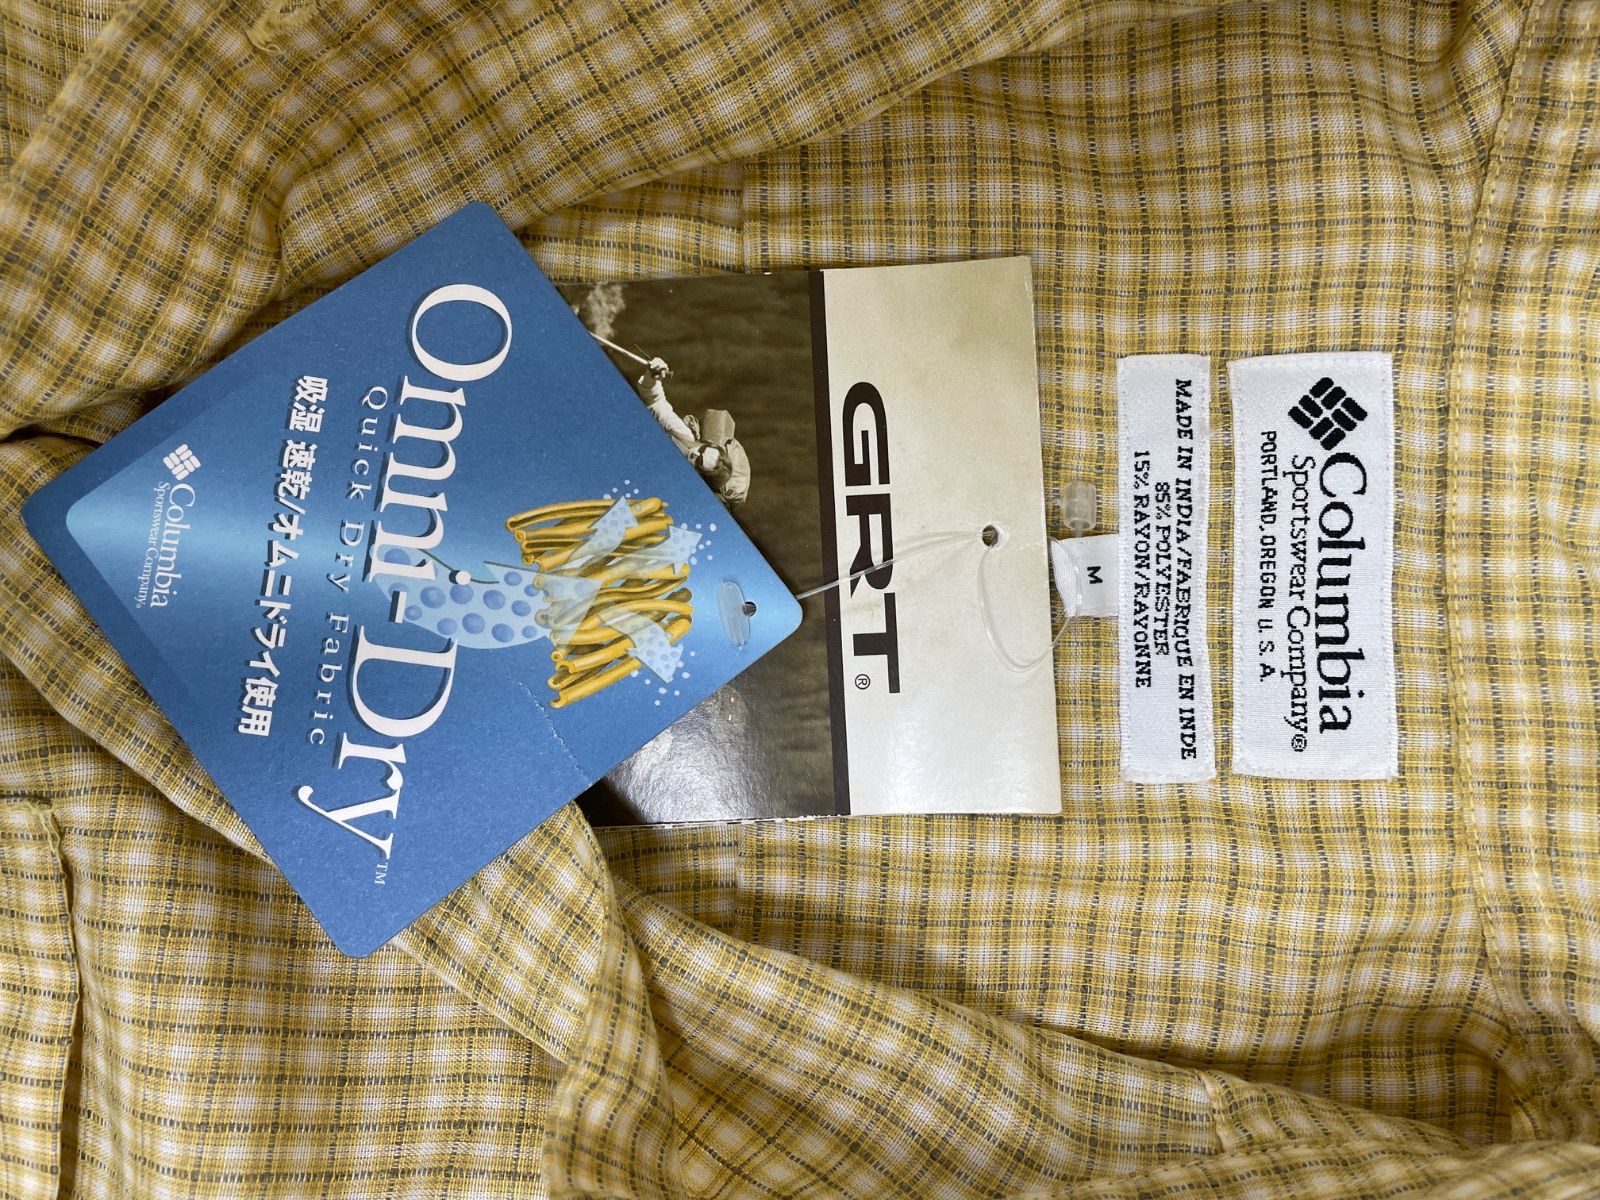 Columbia
Sportswear Company®
PORTLAND, OREGON U.S.A.
MADE IN INDIA/FABRIQUE EN INDE
85% POLYESTER
15% RAYON/RAYONNE
M
GRT®
Omni-Dry™
Quick Dry Fabric
吸湿 速乾/オムニドライ使用
Columbia
Sportswear Company®